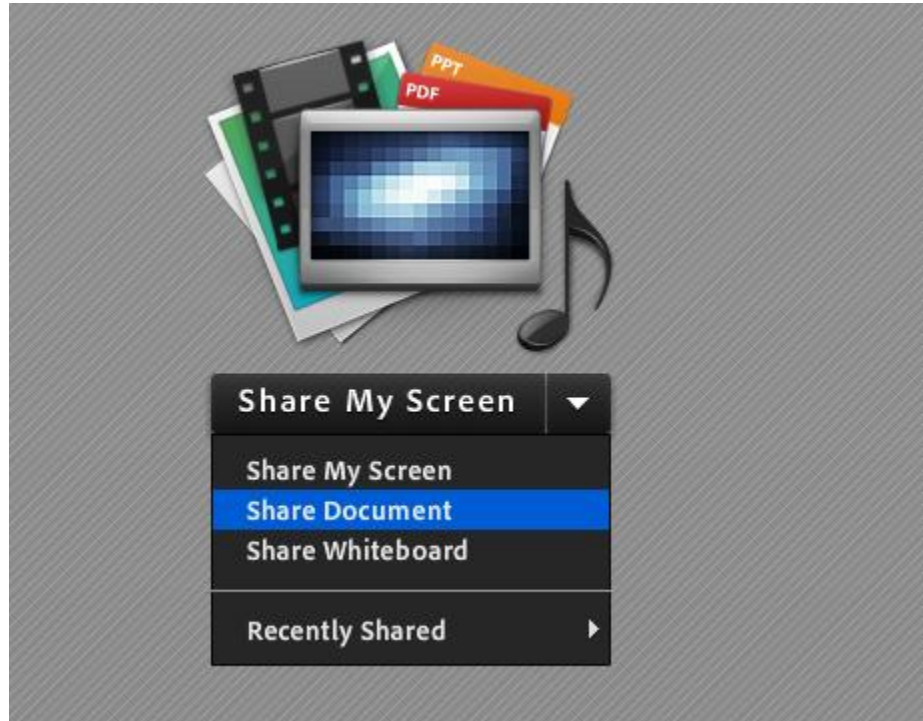 PPT
PDF
Share My Screen
Share My Screen
Share Document
Share Whiteboard
Recently Shared